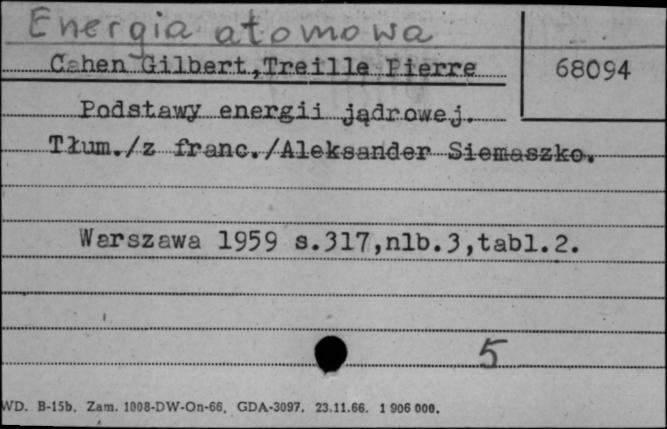 Energia atomowa
Cahen Gilbert,Treille Pierre
68094
Podstawy energii jądrowej.
Tłum./z franc./Aleksander Siemaszko.
Warszawa 1959 s.317,nlb.3,tabl.2.
5
WD. B-15b. Zam. 1008-DW-On-66. GDA-3097. 23.11.66. 1 906 000.